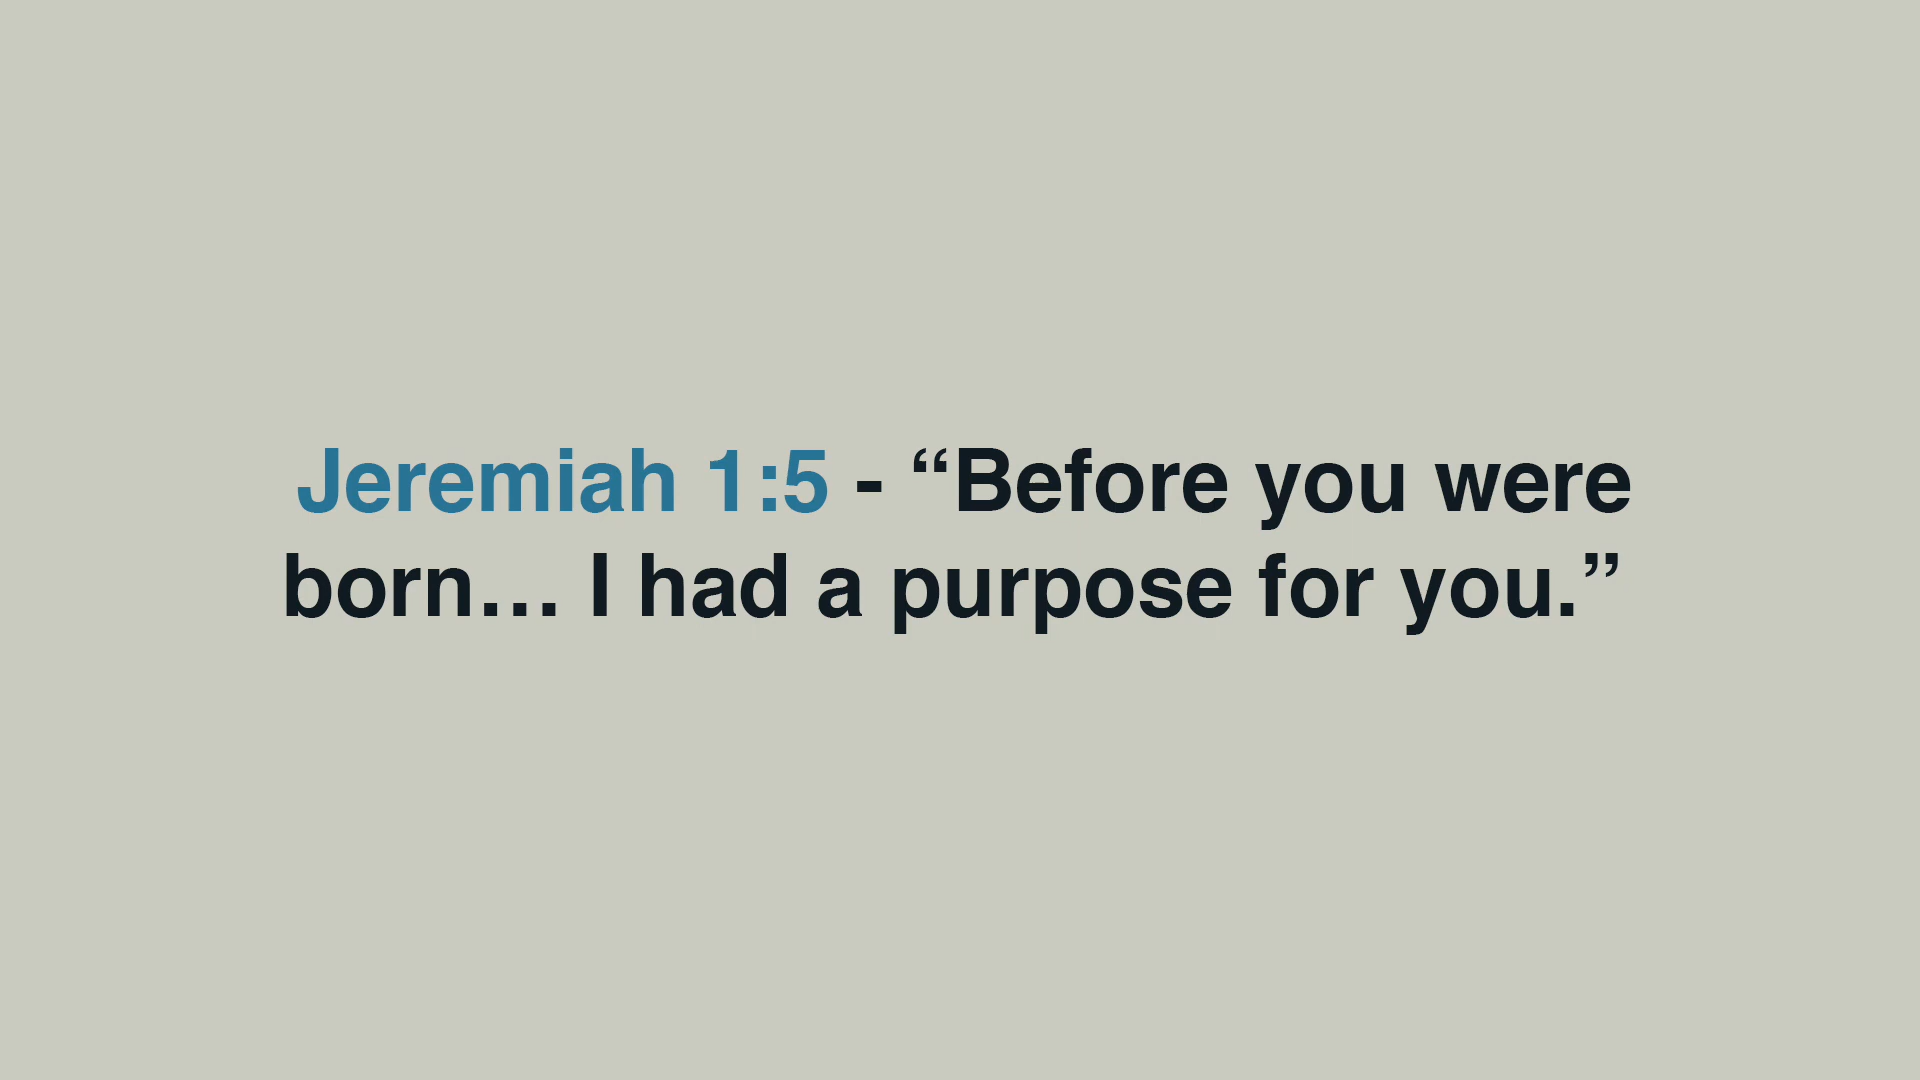 Jeremiah 1:5 - “Before you were
born… I had a purpose for you.”